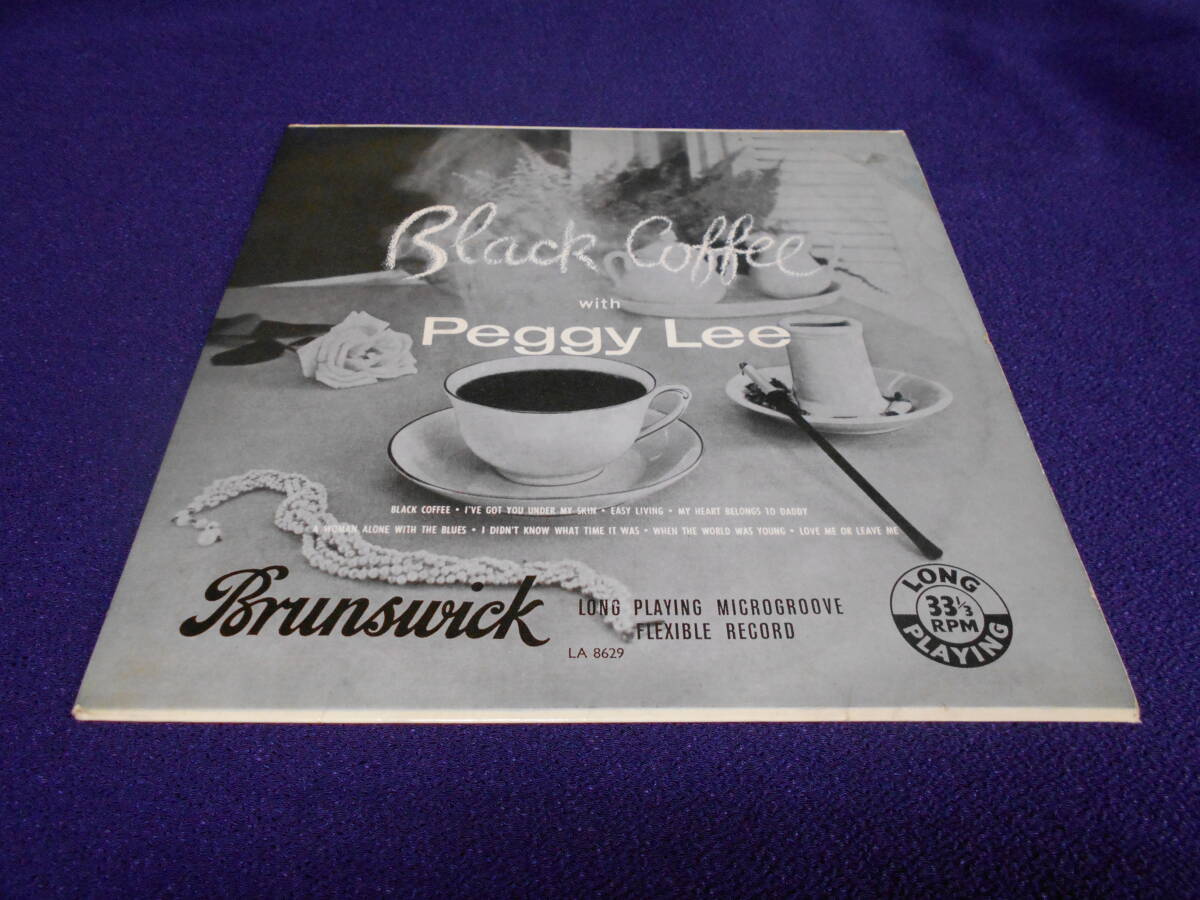 Black Coffee
with
Peggy Lee
BLACK COFFEE • I'VE GOT YOU UNDER MY SKIN • EASY LIVING • MY HEART BELONGS TO DADDY
A WOMAN ALONE WITH THE BLUES • I DIDN'T KNOW WHAT TIME IT WAS • WHEN THE WORLD WAS YOUNG • LOVE ME OR LEAVE ME
Brunswick
LONG PLAYING MICROGROOVE
FLEXIBLE RECORD
LA 8629
LONG
33 1/3
RPM
PLAYING